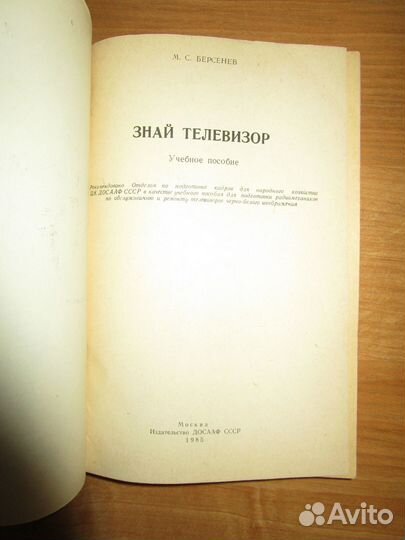 М. С. БЕРСЕНЕВ
ЗНАЙ ТЕЛЕВИЗОР
Учебное пособие
Рекомендовано Отделом по подготовке кадров для народного хозяйства
ЦК ДОСААФ СССР в качестве учебного пособия для подготовки радиомехаников
по обслуживанию и ремонту телевизоров черно-белого изображения
Москва
Издательство ДОСААФ СССР
1985
Avito